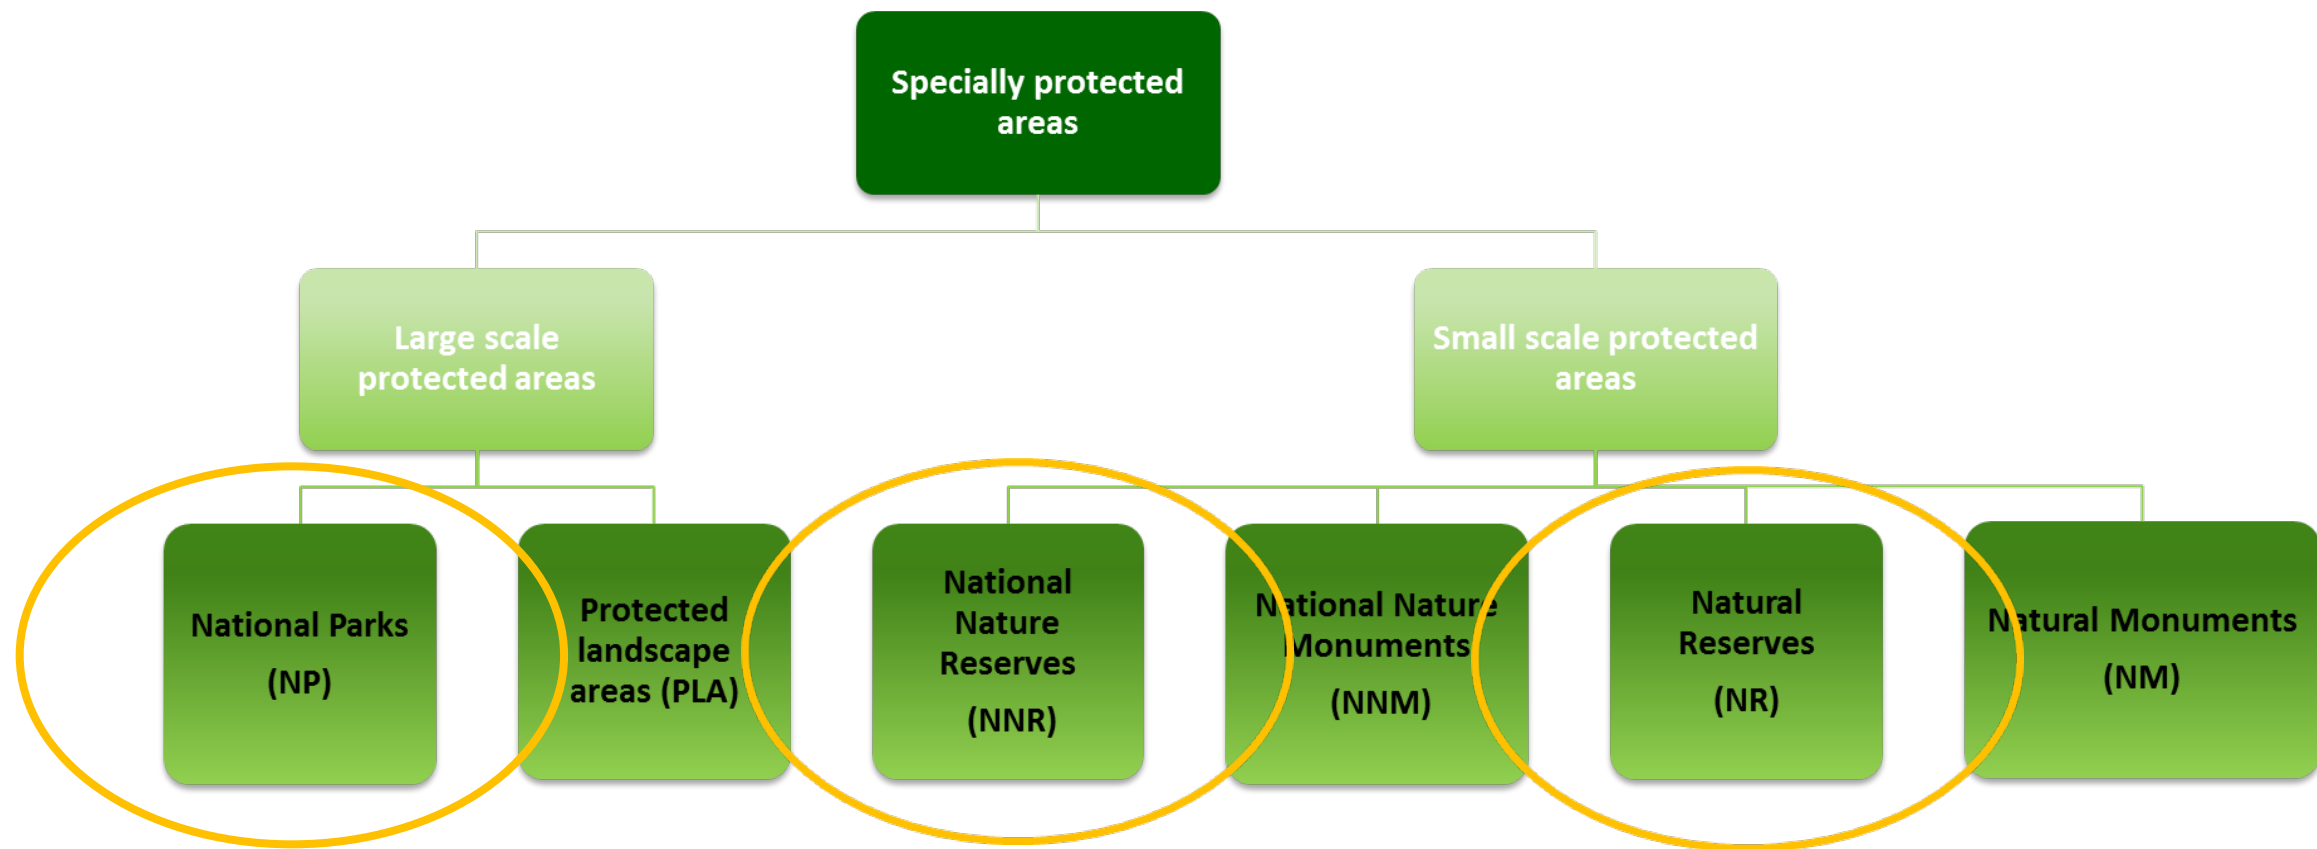 Specially protected
areas
Large scale
protected areas
Small scale protected
areas
National Parks
(NP)
Protected
landscape
areas (PLA)
National
Nature
Reserves
(NNR)
National Nature
Monuments
(NNM)
Natural
Reserves
(NR)
Natural Monuments
(NM)